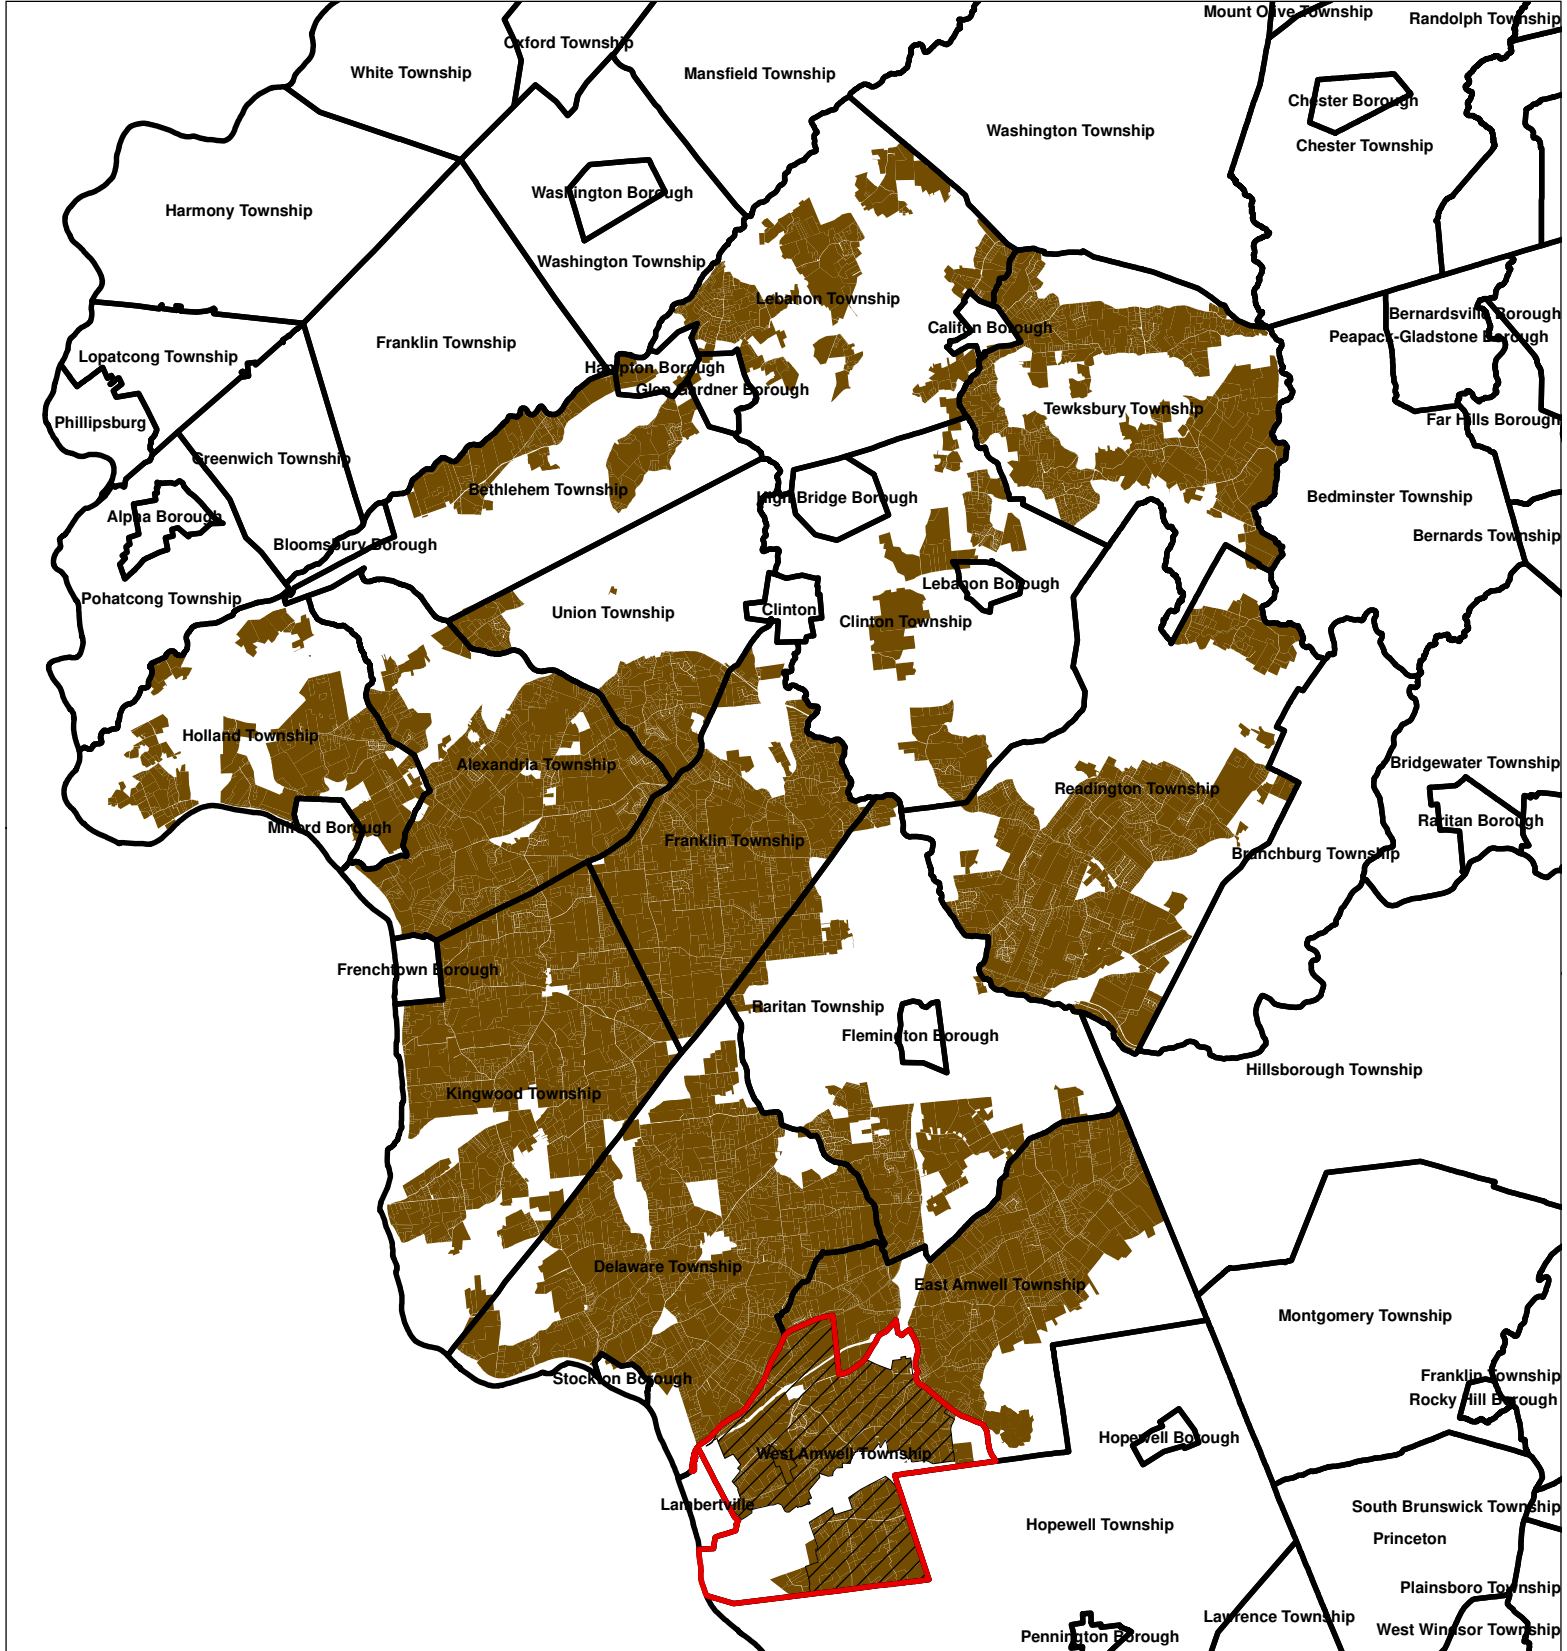 Mount Olive Township
Randolph Township
Oxford Township
White Township
Mansfield Township
Chester Borough
Washington Township
Chester Township
Washington Borough
Harmony Township
Washington Township
Lebanon Township
Bernardsville Borough
Califon Borough
Peapack-Gladstone Borough
Franklin Township
Lopatcong Township
Hampton Borough
Glen Gardner Borough
Tewksbury Township
Far Hills Borough
Phillipsburg
Greenwich Township
Bethlehem Township
High Bridge Borough
Bedminster Township
Alpha Borough
Bernards Township
Bloomsbury Borough
Lebanon Borough
Pohatcong Township
Union Township
Clinton
Clinton Township
Holland Township
Alexandria Township
Bridgewater Township
Readington Township
Raritan Borough
Milford Borough
Franklin Township
Branchburg Township
Frenchtown Borough
Raritan Township
Flemington Borough
Hillsborough Township
Kingwood Township
Delaware Township
East Amwell Township
Montgomery Township
Franklin Township
Stockton Borough
Rocky Hill Borough
Hopewell Borough
West Amwell Township
Lambertville
South Brunswick Township
Hopewell Township
Princeton
Plainsboro Township
Lawrence Township
West Windsor Township
Pennington Borough